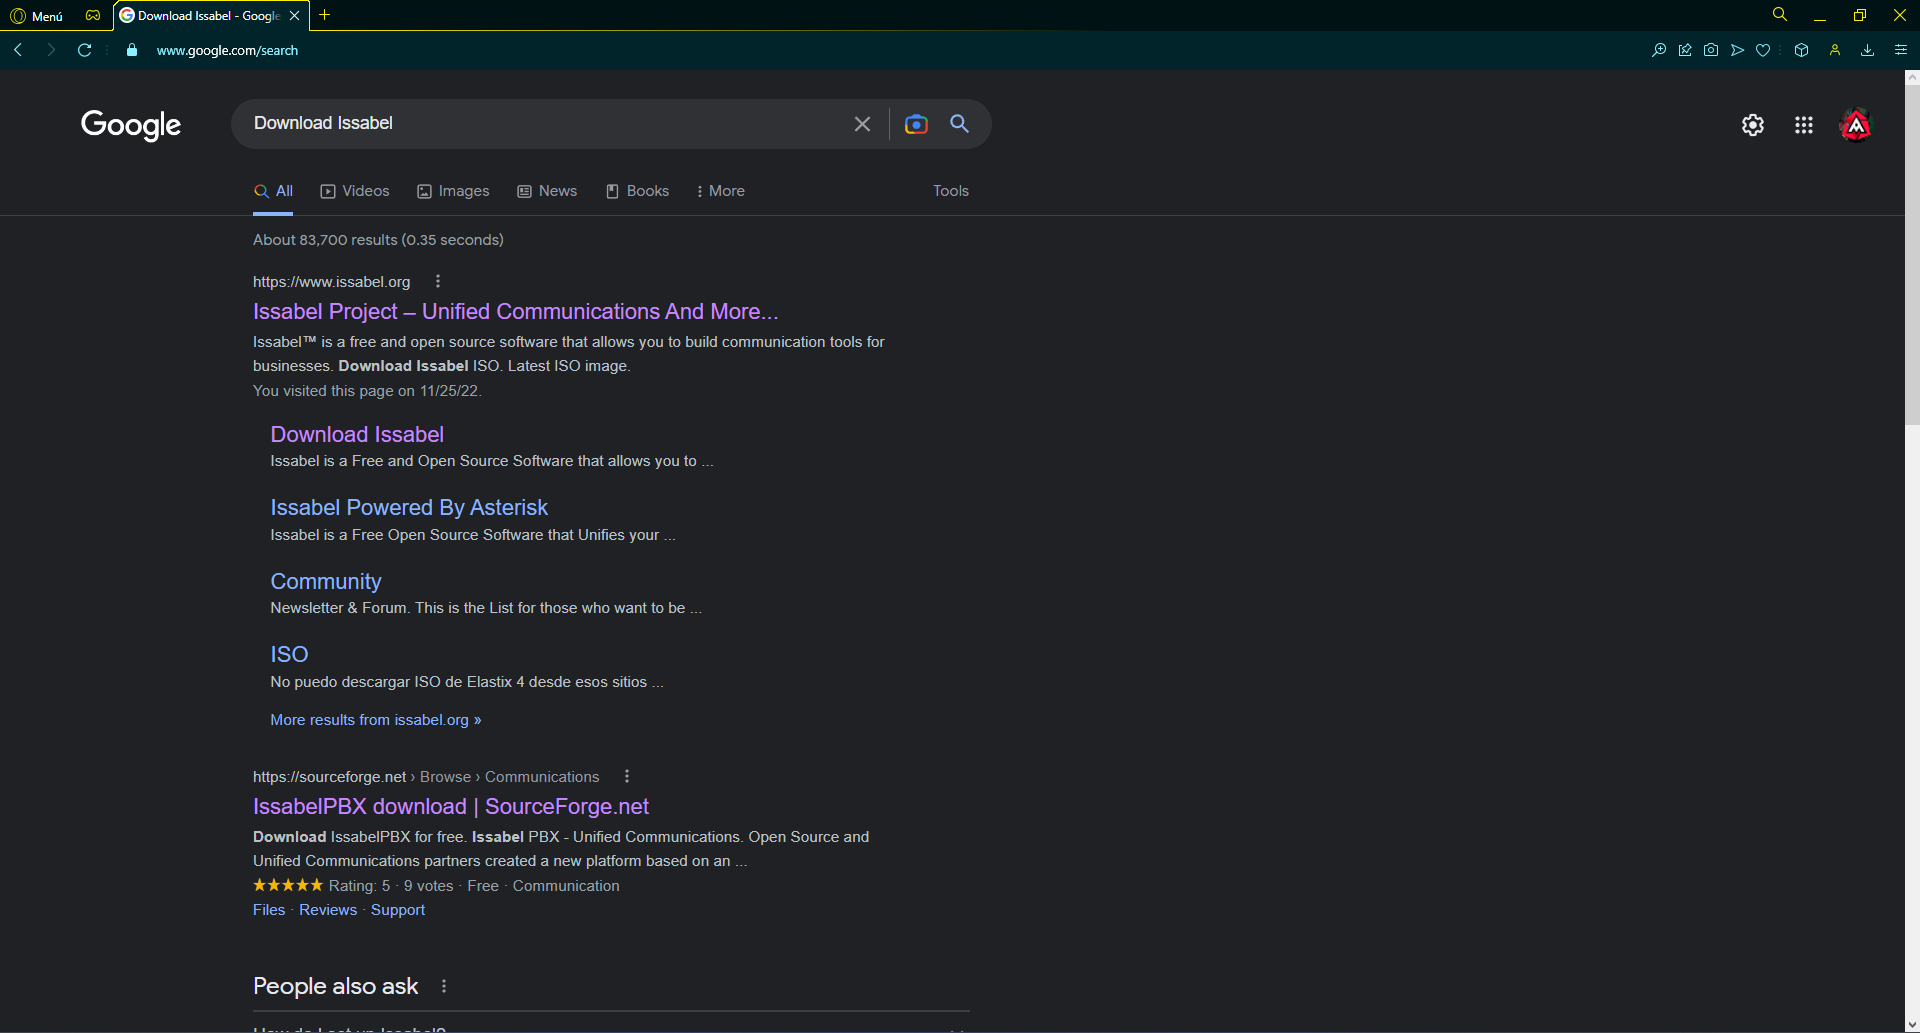 Menú
Download Issabel - Google
www.google.com/search
Google
Download Issabel
All
Videos
Images
News
Books
More
Tools
About 83,700 results (0.35 seconds)
https://www.issabel.org
Issabel Project – Unified Communications And More...
Issabel™ is a free and open source software that allows you to build communication tools for
businesses. Download Issabel ISO. Latest ISO image.
You visited this page on 11/25/22.
Download Issabel
Issabel is a Free and Open Source Software that allows you to ...
Issabel Powered By Asterisk
Issabel is a Free Open Source Software that Unifies your ...
Community
Newsletter & Forum. This is the List for those who want to be ...
ISO
No puedo descargar ISO de Elastix 4 desde esos sitios ...
More results from issabel.org »
https://sourceforge.net › Browse › Communications
IssabelPBX download | SourceForge.net
Download IssabelPBX for free. Issabel PBX - Unified Communications. Open Source and
Unified Communications partners created a new platform based on an ...
Rating: 5 · 9 votes · Free · Communication
Files · Reviews · Support
People also ask